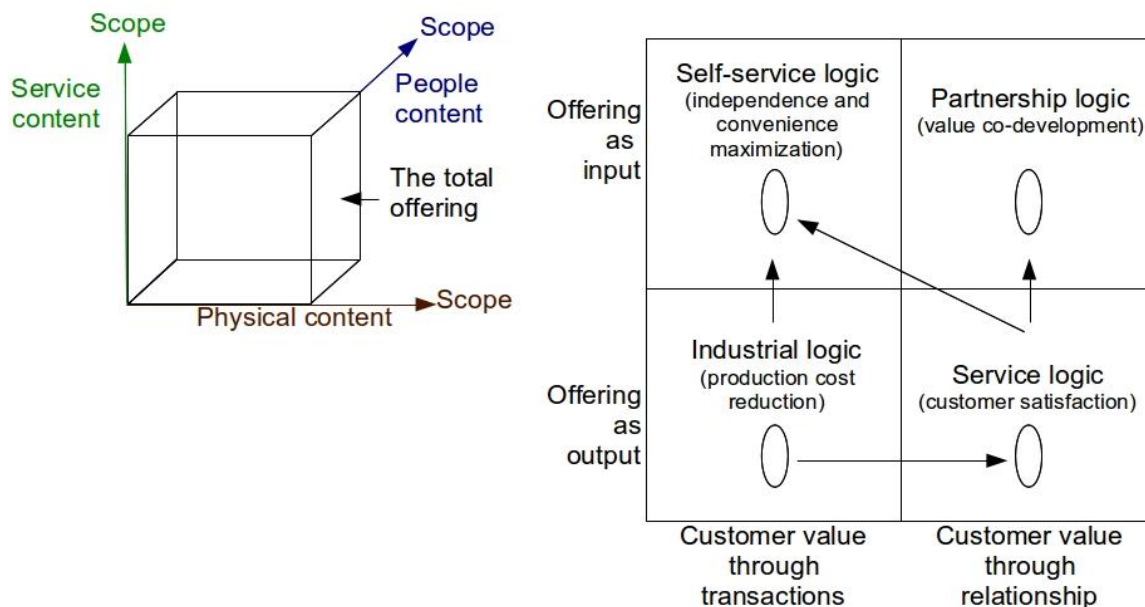 Scope
Service
content
Scope
People
content
The total
offering
Scope
Physical content
Offering
as
input
Self-service logic
(independence and
convenience
maximization)
Partnership logic
(value co-development)
Offering
as
output
Industrial logic
(production cost
reduction)
Service logic
(customer satisfaction)
Customer value
through
transactions
Customer value
through
relationship